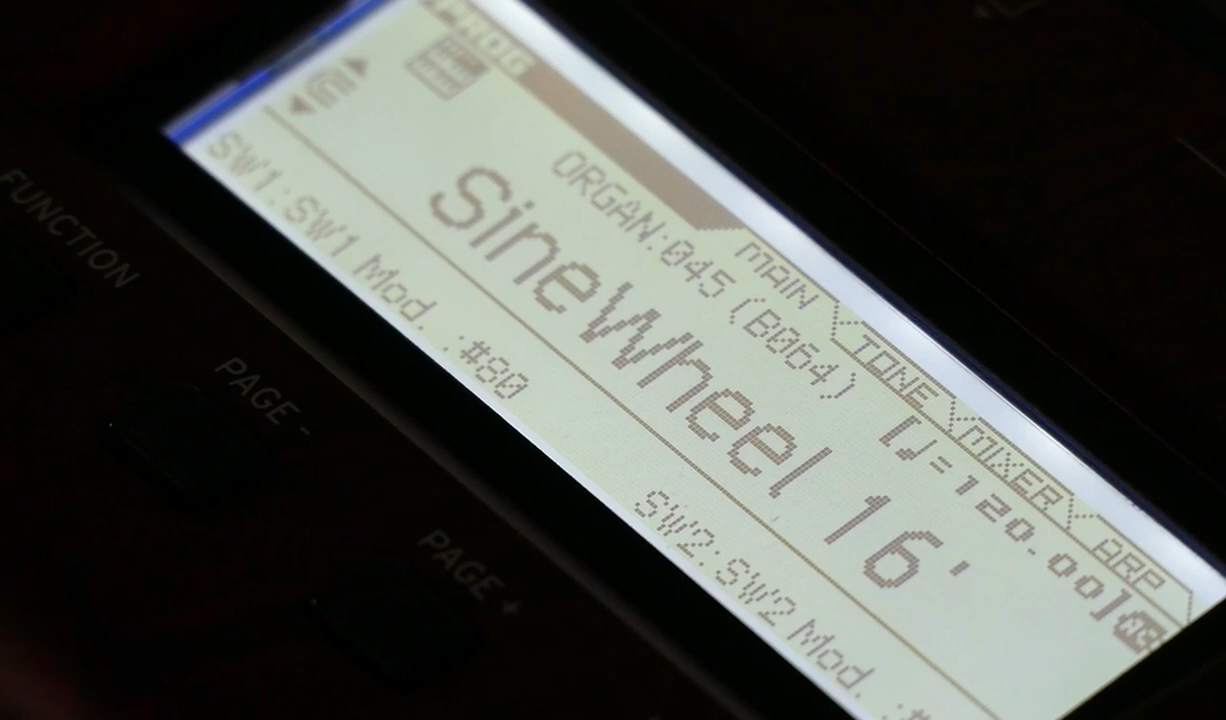 PROG
MAIN TONE MIXER ARP
ORGAN:045 (B064) [♩=120.00]
SineWheel 16'
SW1:SW1 Mod. :#80
SW2:SW2 Mod. :#
FUNCTION
PAGE -
PAGE +